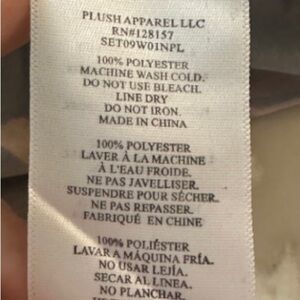 PLUSH APPAREL LLC
RN#128157
SET09W01NPL
100% POLYESTER
MACHINE WASH COLD.
DO NOT USE BLEACH.
LINE DRY
DO NOT IRON.
MADE IN CHINA
100% POLYESTER
LAVER À LA MACHINE
À L'EAU FROIDE.
NE PAS JAVELLISER.
SUSPENDRE POUR SÉCHER.
NE PAS REPASSER.
FABRIQUÉ EN CHINE
100% POLIÉSTER
LAVAR A MÁQUINA FRÍA.
NO USAR LEJÍA.
SECAR AL LINEA.
NO PLANCHAR.